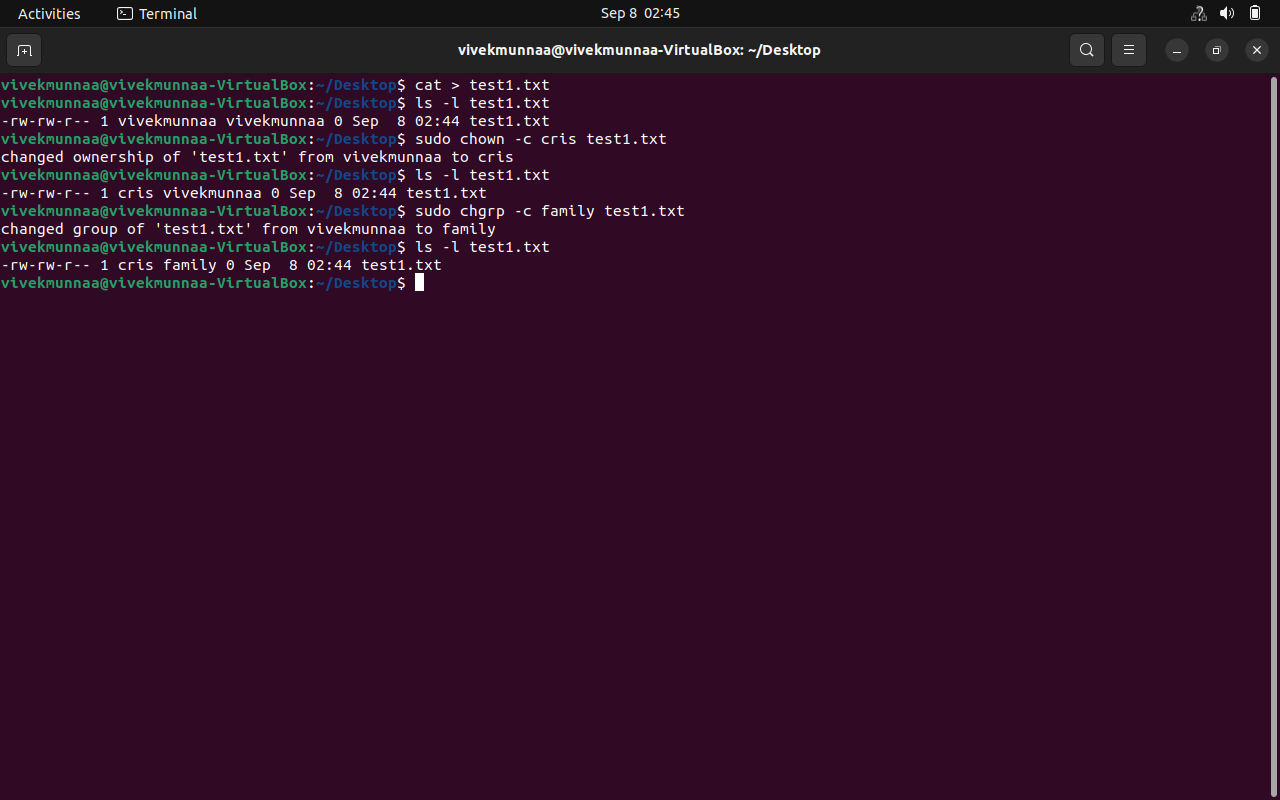 Activities Terminal Sep 8 02:45
vivekmunnaa@vivekmunnaa-VirtualBox: ~/Desktop
vivekmunnaa@vivekmunnaa-VirtualBox:~/Desktop$ cat > test1.txt
vivekmunnaa@vivekmunnaa-VirtualBox:~/Desktop$ ls -l test1.txt
-rw-rw-r-- 1 vivekmunnaa vivekmunnaa 0 Sep  8 02:44 test1.txt
vivekmunnaa@vivekmunnaa-VirtualBox:~/Desktop$ sudo chown -c cris test1.txt
changed ownership of 'test1.txt' from vivekmunnaa to cris
vivekmunnaa@vivekmunnaa-VirtualBox:~/Desktop$ ls -l test1.txt
-rw-rw-r-- 1 cris vivekmunnaa 0 Sep  8 02:44 test1.txt
vivekmunnaa@vivekmunnaa-VirtualBox:~/Desktop$ sudo chgrp -c family test1.txt
changed group of 'test1.txt' from vivekmunnaa to family
vivekmunnaa@vivekmunnaa-VirtualBox:~/Desktop$ ls -l test1.txt
-rw-rw-r-- 1 cris family 0 Sep  8 02:44 test1.txt
vivekmunnaa@vivekmunnaa-VirtualBox:~/Desktop$